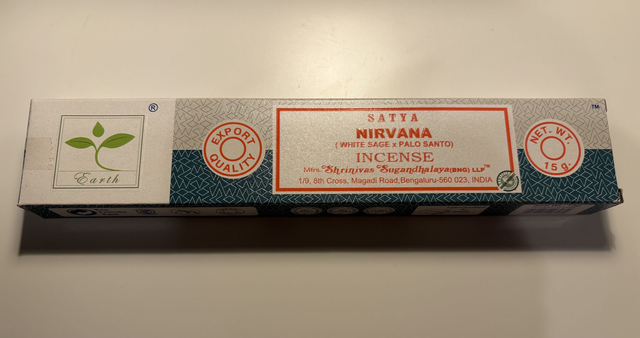 ®
Earth
EXPORT
QUALITY
SATYA
NIRVANA
(WHITE SAGE x PALO SANTO)
INCENSE
Mfrs. Shrinivas Sugandhalaya(BNG) LLP™
1/9, 8th Cross, Magadi Road,Bengaluru-560 023, INDIA
NET. WT.
15 g.
TM